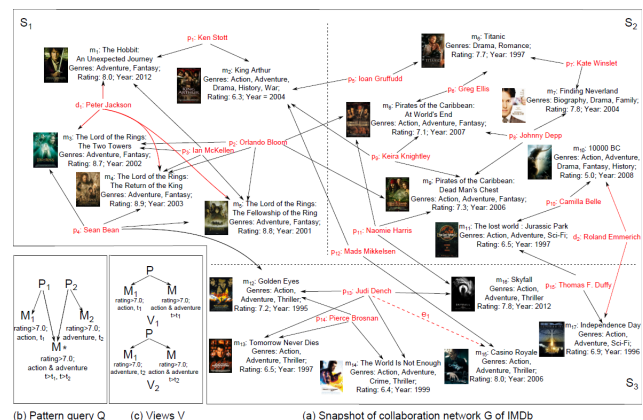 S1
S2
p1: Ken Stott
m1: The Hobbit:
An Unexpected Journey
Genres: Adventure, Fantasy;
Rating: 8.0; Year: 2012
m2: King Arthur
Genres: Action, Adventure,
Drama, History, War;
Rating: 6.3; Year = 2004
p5: Ioan Gruffudd
m6: Titanic
Genres: Drama, Romance;
Rating: 7.7; Year: 1997
p7: Kate Winslet
Greg Ellis
m7: Finding Neverland
Genres: Biography, Drama, Family;
Rating: 7.8; Year: 2004
d1: Peter Jackson
m3: The Lord of the Rings:
The Two Towers
Genres: Adventure, Fantasy;
Rating: 8.7; Year: 2002
p3: Ian McKellen
p2: Orlando Bloom
m8: Pirates of the Caribbean:
At World's End
Genres: Action, Adventure, Fantasy;
Rating: 7.1; Year: 2007
Johnny Depp
Keira Knightley
m10: 10000 BC
Genres: Action, Adventure,
Drama, Fantasy, History;
Rating: 5.0; Year: 2008
m4: The Lord of the Rings:
The Return of the King
Genres: Adventure, Fantasy;
Rating: 8.9; Year = 2003
m5: The Lord of the Rings:
The Fellowship of the Ring
Genres: Adventure, Fantasy;
Rating: 8.8; Year: 2001
m9: Pirates of the Caribbean:
Dead Man's Chest
Genres: Action, Adventure, Fantasy;
Rating: 7.3; Year = 2006
p10: Camilla Belle
p4: Sean Bean
p11: Naomie Harris
m11: The lost world : Jurassic Park
Genres: Action, Adventure, Sci-Fi;
Rating: 6.5; Year: 1997
d2: Roland Emmerich
p12: Mads Mikkelsen
m12: Golden Eyes
Genres: Action,
Adventure, Thriller;
Rating: 7.2; Year: 1995
p13: Judi Dench
m16: Skyfall
Genres: Action,
Adventure, Thriller
Rating: 7.8; Year: 2012
p15: Thomas F. Duffy
p14: Pierce Brosnan
e1
m13: Tomorrow Never Dies
Genres: Action,
Adventure, Thriller;
Rating: 6.5; Year: 1997
m14: The World Is Not Enough
Genres: Action, Adventure,
Crime, Thriller;
Rating: 6.4; Year: 1999
m15: Casino Royale
Genres: Action,
Adventure, Thriller;
Rating: 8.0; Year: 2006
m17: Independence Day
Genres: Action,
Adventure, Sci-Fi;
Rating: 6.9; Year: 1996
S3
P1 P2
M1 M2
rating>7.0; rating>7.0;
action, t1 adventure, t2
M*
rating>7.0;
action & adventure
t>t1, t>t2
P
M1 M
rating>7.0; rating>7.0;
action, t1 action & adventure
t>t1
V1
P
M2 M
rating>7.0; rating>7.0;
adventure, t2 action & adventure
t>t2
V2
(b) Pattern query Q
(c) Views V
(a) Snapshot of collaboration network G of IMDb